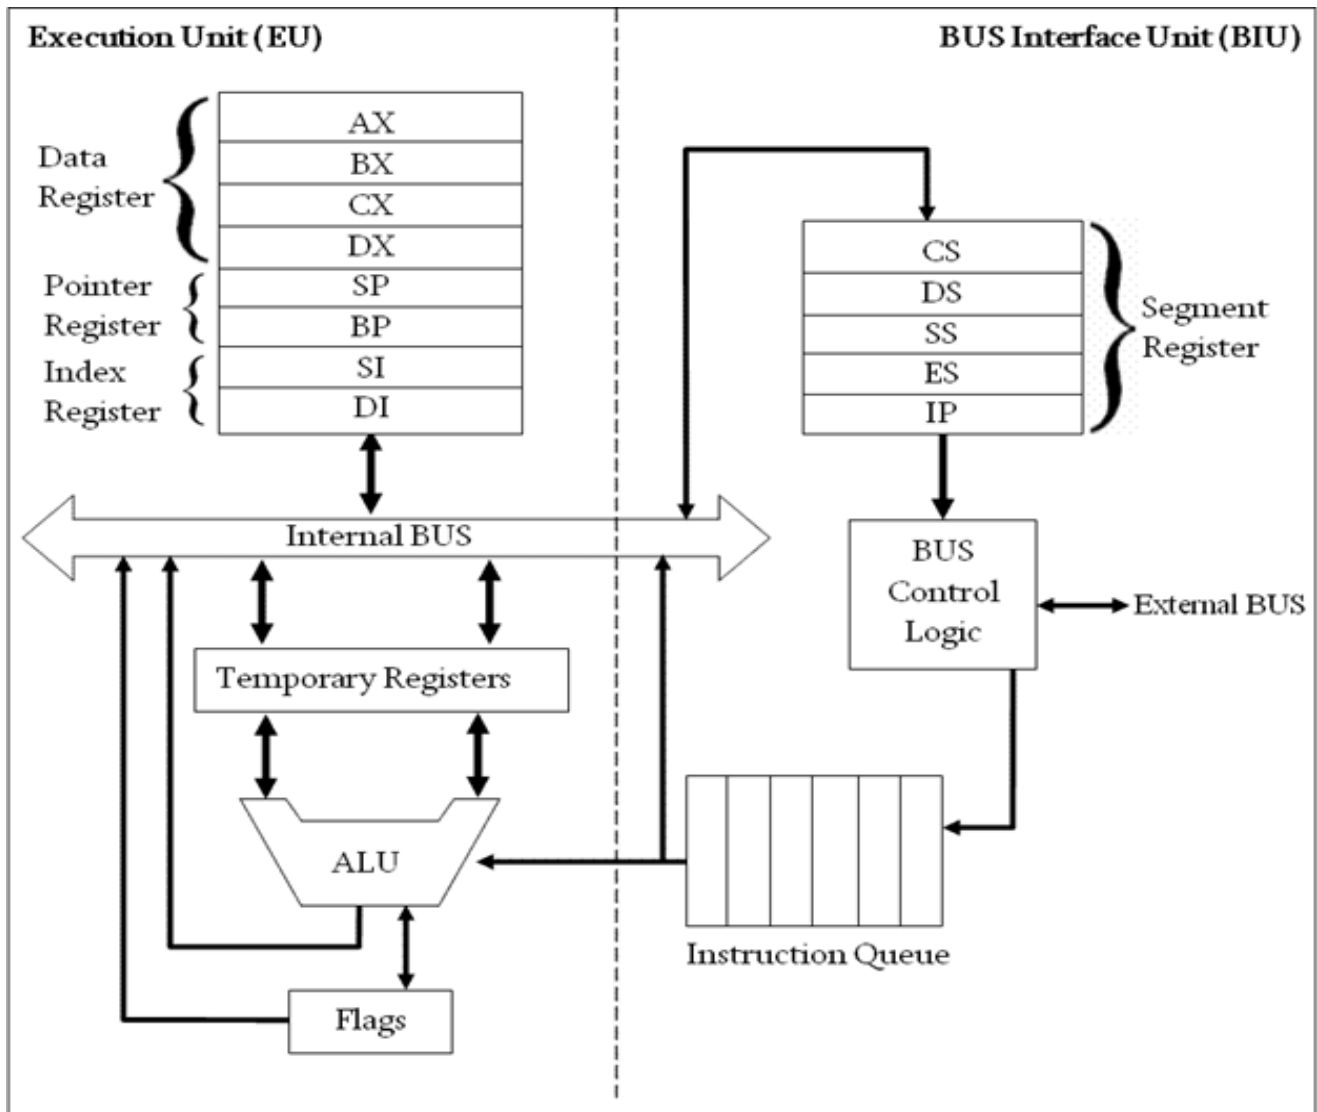 Execution Unit (EU)
BUS Interface Unit (BIU)
Data
Register
AX
BX
CX
DX
Pointer
Register
SP
BP
Index
Register
SI
DI
CS
DS
SS
ES
IP
Segment
Register
Internal BUS
BUS
Control
Logic
External BUS
Temporary Registers
ALU
Instruction Queue
Flags